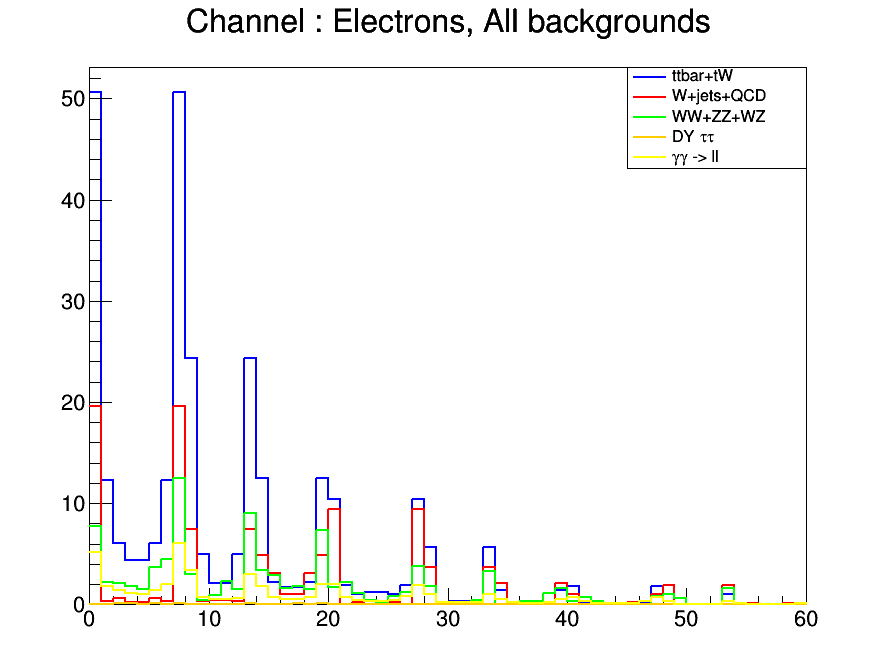 Channel : Electrons, All backgrounds
ttbar+tW
W+jets+QCD
WW+ZZ+WZ
DY ττ
γγ -> ll
50
40
30
20
10
0
0 10 20 30 40 50 60